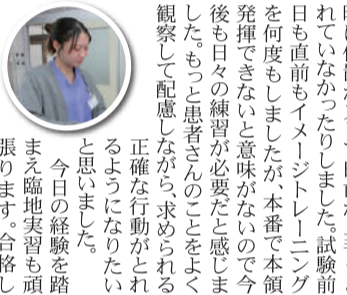 れていなかったりしました。試験前
日も直前もイメージトレーニング
を何度もしましたが、本番で本領
発揮できないと意味がないので今
後も日々の練習が必要だと感じま
した。もっと患者さんのことをよく
観察して配慮しながら、求められる
正確な行動がとれ
るようになりたい
と思いました。
　今日の経験を踏
まえ臨地実習も頑
張ります。合格し